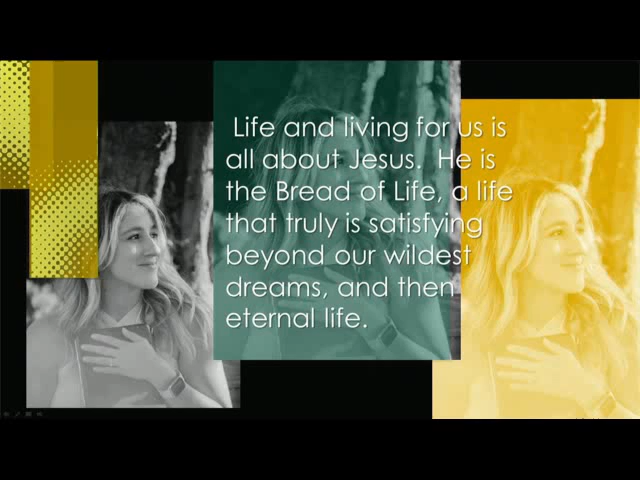 Life and living for us is
all about Jesus.  He is
the Bread of Life, a life
that truly is satisfying
beyond our wildest
dreams, and then
eternal life.